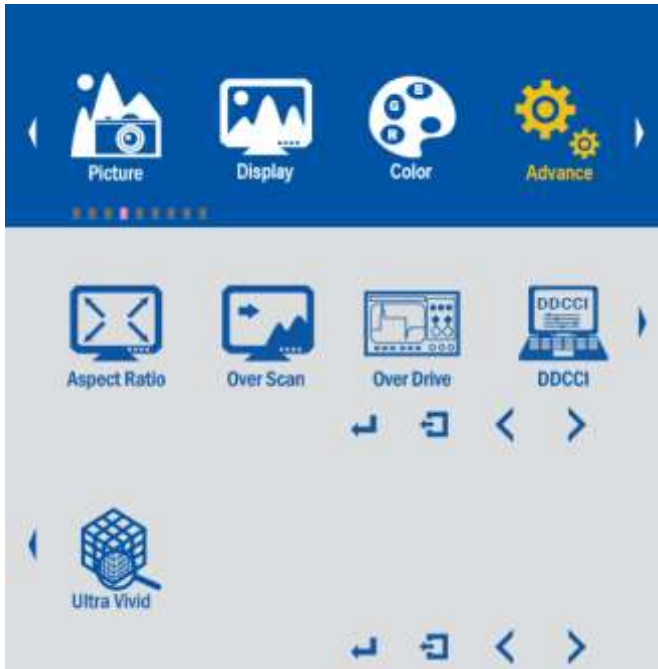 Picture
Display
Color
B
G
R
Advance
DDCCI
Aspect Ratio
Over Scan
Over Drive
DDCCI
Ultra Vivid